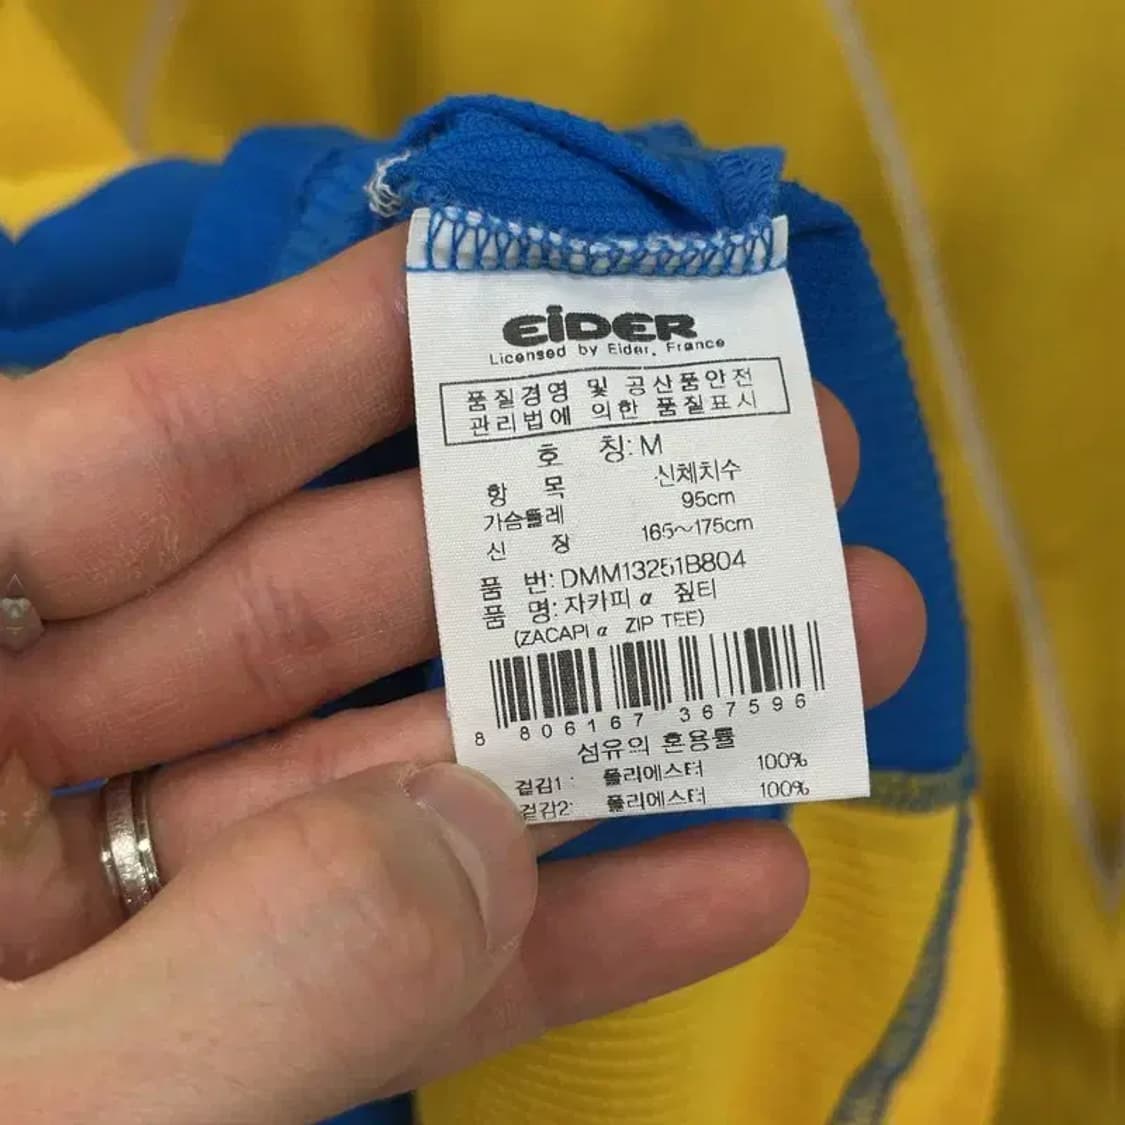 EiDER
Licensed by Eider, France
품질경영 및 공산품안전
관리법에 의한 품질표시
호 칭: M
항 목 신체치수
가슴둘레 95cm
신 장 165~175cm
품 번: DMM13251B804
품 명: 자카피 α 짚티
(ZACAPI α ZIP TEE)
8 806167 367596
섬유의 혼용률
겉감1: 폴리에스터 100%
겉감2: 폴리에스터 100%